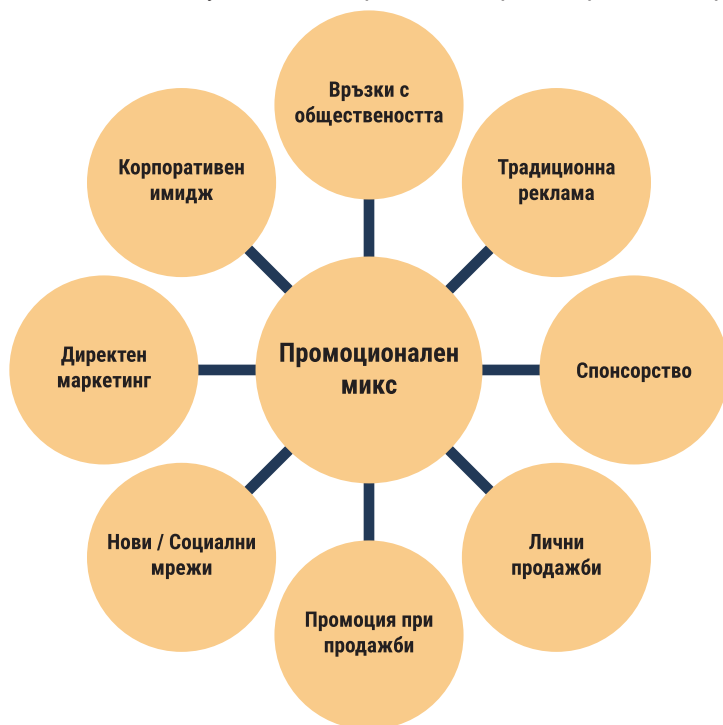 Връзки с
обществеността
Корпоративен
имидж
Традиционна
реклама
Директен
маркетинг
Промоционален
микс
Спонсорство
Нови / Социални
мрежи
Лични
продажби
Промоция при
продажби